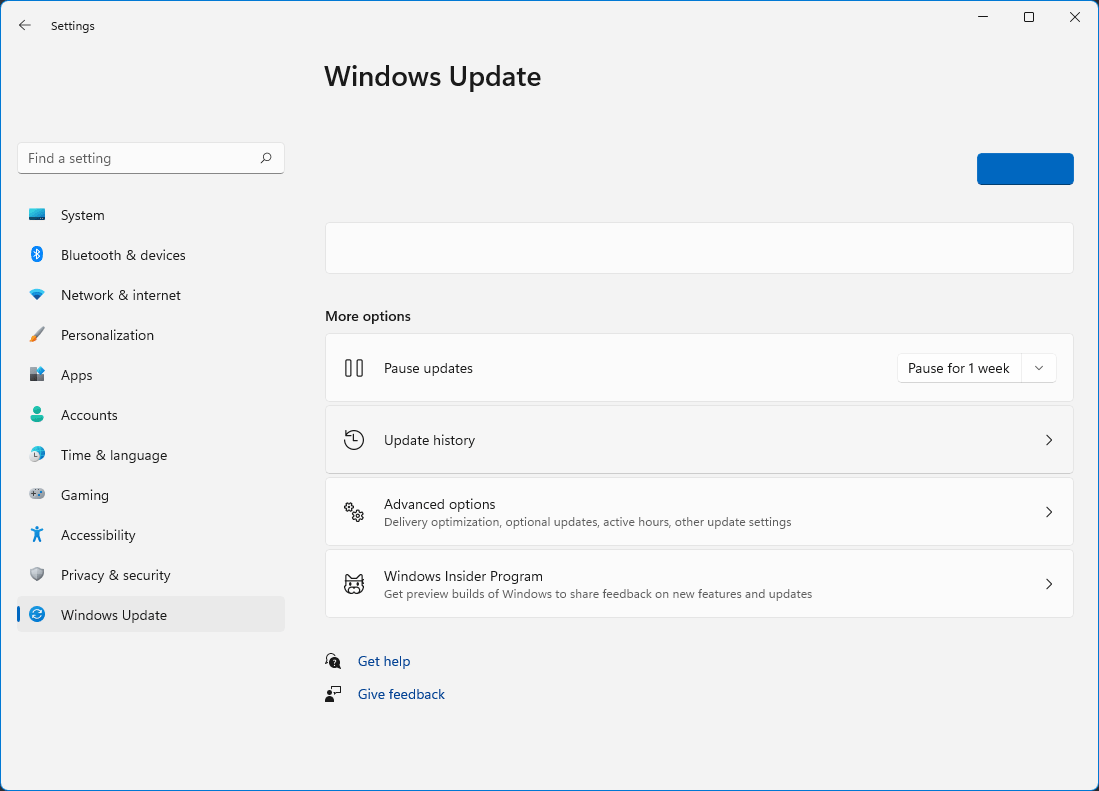 Settings
Windows Update
Find a setting
System
Bluetooth & devices
Network & internet
Personalization
Apps
Accounts
Time & language
Gaming
Accessibility
Privacy & security
Windows Update
More options
Pause updates
Pause for 1 week
Update history
Advanced options
Delivery optimization, optional updates, active hours, other update settings
Windows Insider Program
Get preview builds of Windows to share feedback on new features and updates
Get help
Give feedback